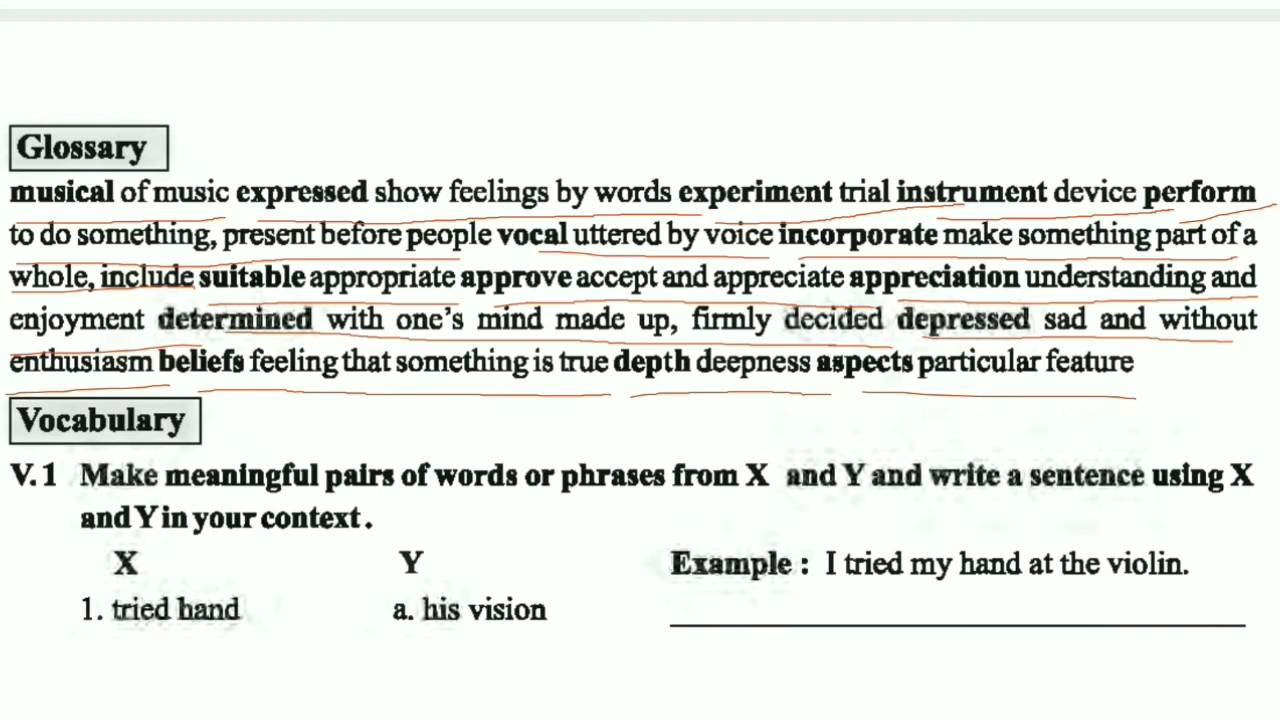 Glossary
musical of music expressed show feelings by words experiment trial instrument device perform
to do something, present before people vocal uttered by voice incorporate make something part of a
whole, include suitable appropriate approve accept and appreciate appreciation understanding and
enjoyment determined with one's mind made up, firmly decided depressed sad and without
enthusiasm beliefs feeling that something is true depth deepness aspects particular feature
Vocabulary
V.1 Make meaningful pairs of words or phrases from X and Y and write a sentence using X
and Y in your context.
X Y Example : I tried my hand at the violin.
1. tried hand a. his vision